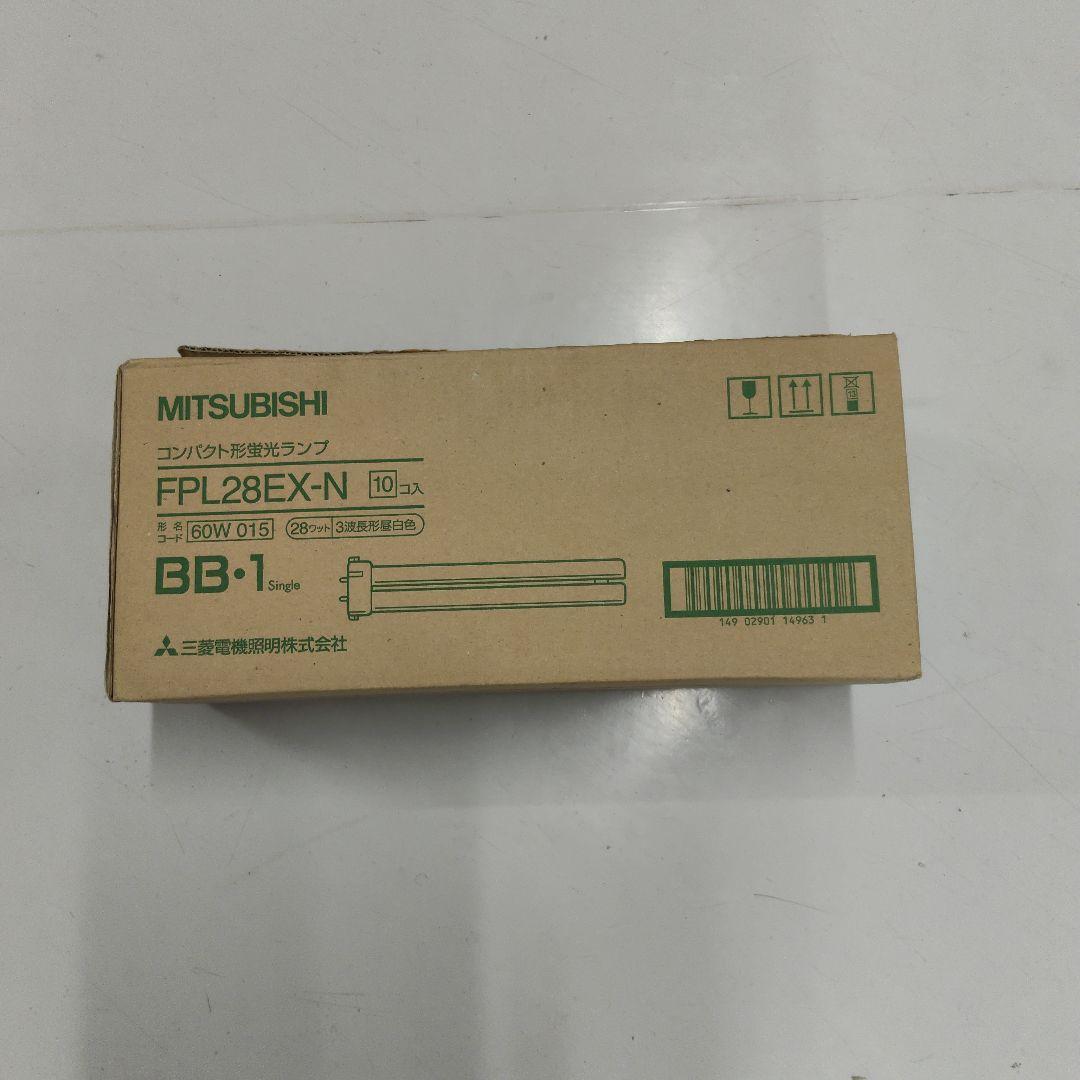 MITSUBISHI
コンパクト形蛍光ランプ
FPL28EX-N 10コ入
形名コード 60W 015 28ワット 3波長形昼白色
BB・1 Single
三菱電機照明株式会社
13
149 02901 14963 1